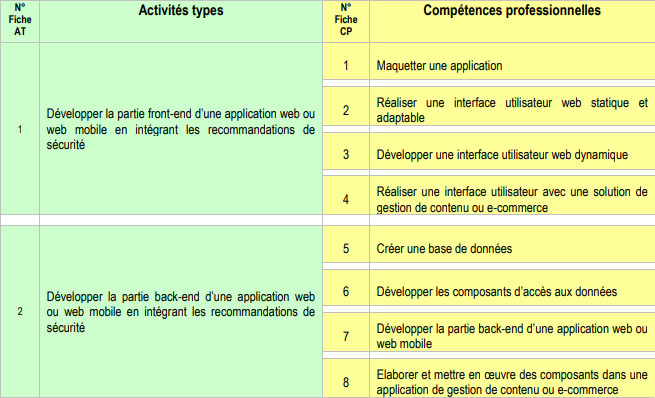 N°
Fiche
AT
Activités types
N°
Fiche
CP
Compétences professionnelles
1
Développer la partie front-end d'une application web ou
web mobile en intégrant les recommandations de
sécurité
1
Maquetter une application
2
Réaliser une interface utilisateur web statique et
adaptable
3
Développer une interface utilisateur web dynamique
4
Réaliser une interface utilisateur avec une solution de
gestion de contenu ou e-commerce
2
Développer la partie back-end d'une application web
ou web mobile en intégrant les recommandations de
sécurité
5
Créer une base de données
6
Développer les composants d'accès aux données
7
Développer la partie back-end d'une application web ou
web mobile
8
Elaborer et mettre en œuvre des composants dans une
application de gestion de contenu ou e-commerce